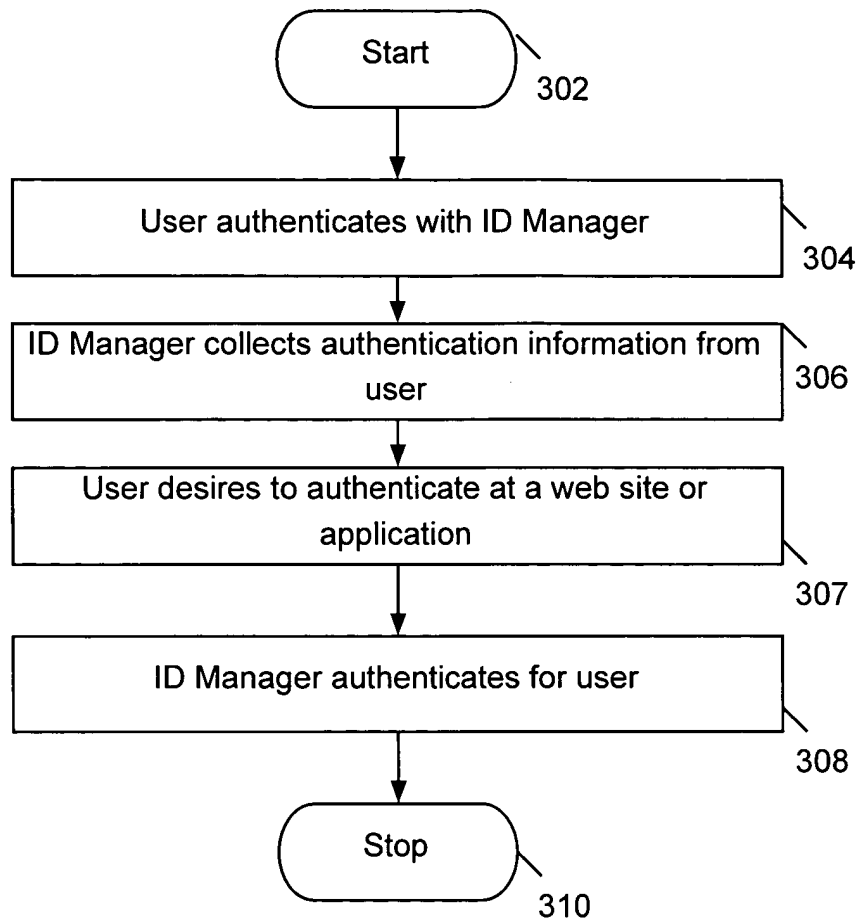 Start
302
User authenticates with ID Manager
304
ID Manager collects authentication information from
user
306
User desires to authenticate at a web site or
application
307
ID Manager authenticates for user
308
Stop
310